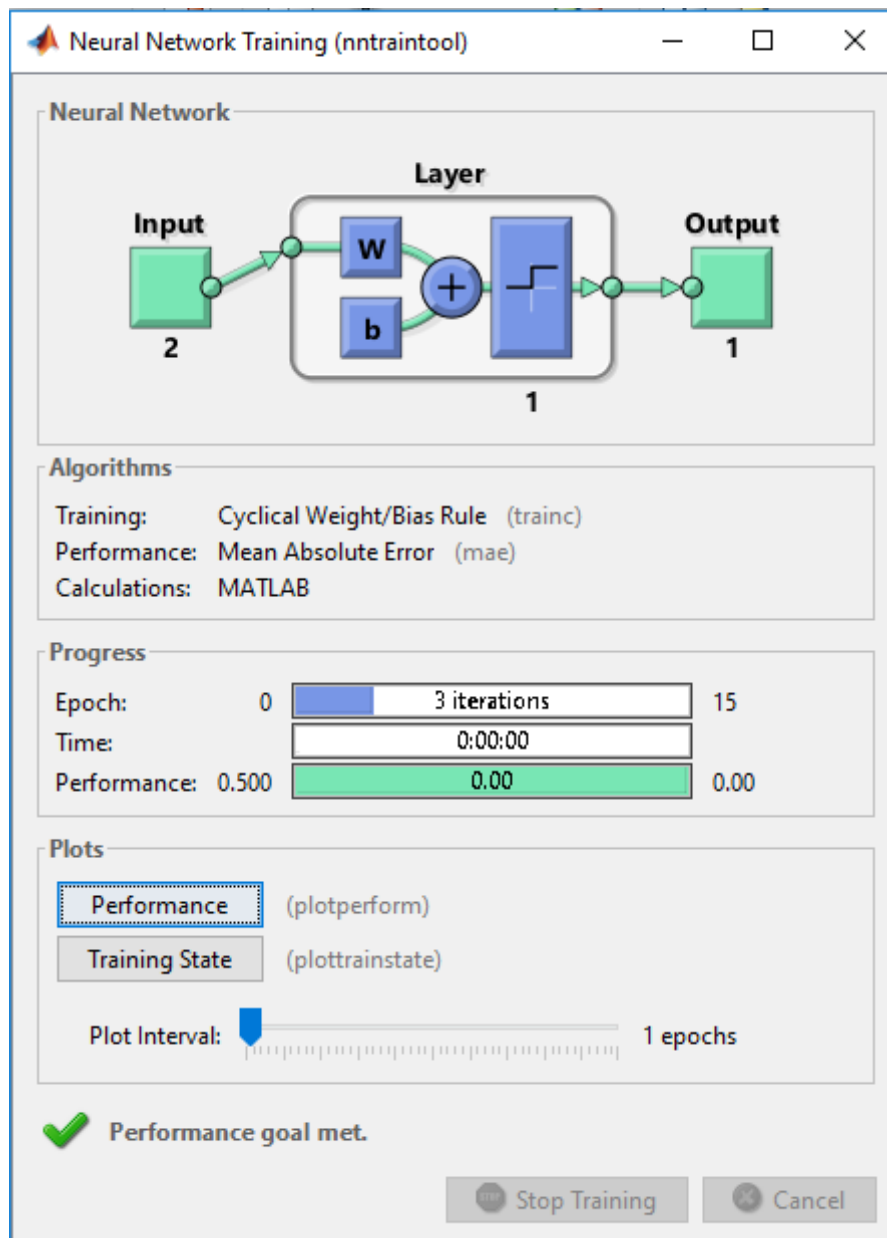 Neural Network Training (nntraintool)
Neural Network
Layer
Input
Output
W
b
+
2
1
1
Algorithms
Training: Cyclical Weight/Bias Rule (trainc)
Performance: Mean Absolute Error (mae)
Calculations: MATLAB
Progress
Epoch: 0 3 iterations 15
Time: 0:00:00
Performance: 0.500 0.00 0.00
Plots
Performance (plotperform)
Training State (plottrainstate)
Plot Interval: 1 epochs
Performance goal met.
STOP Stop Training Cancel